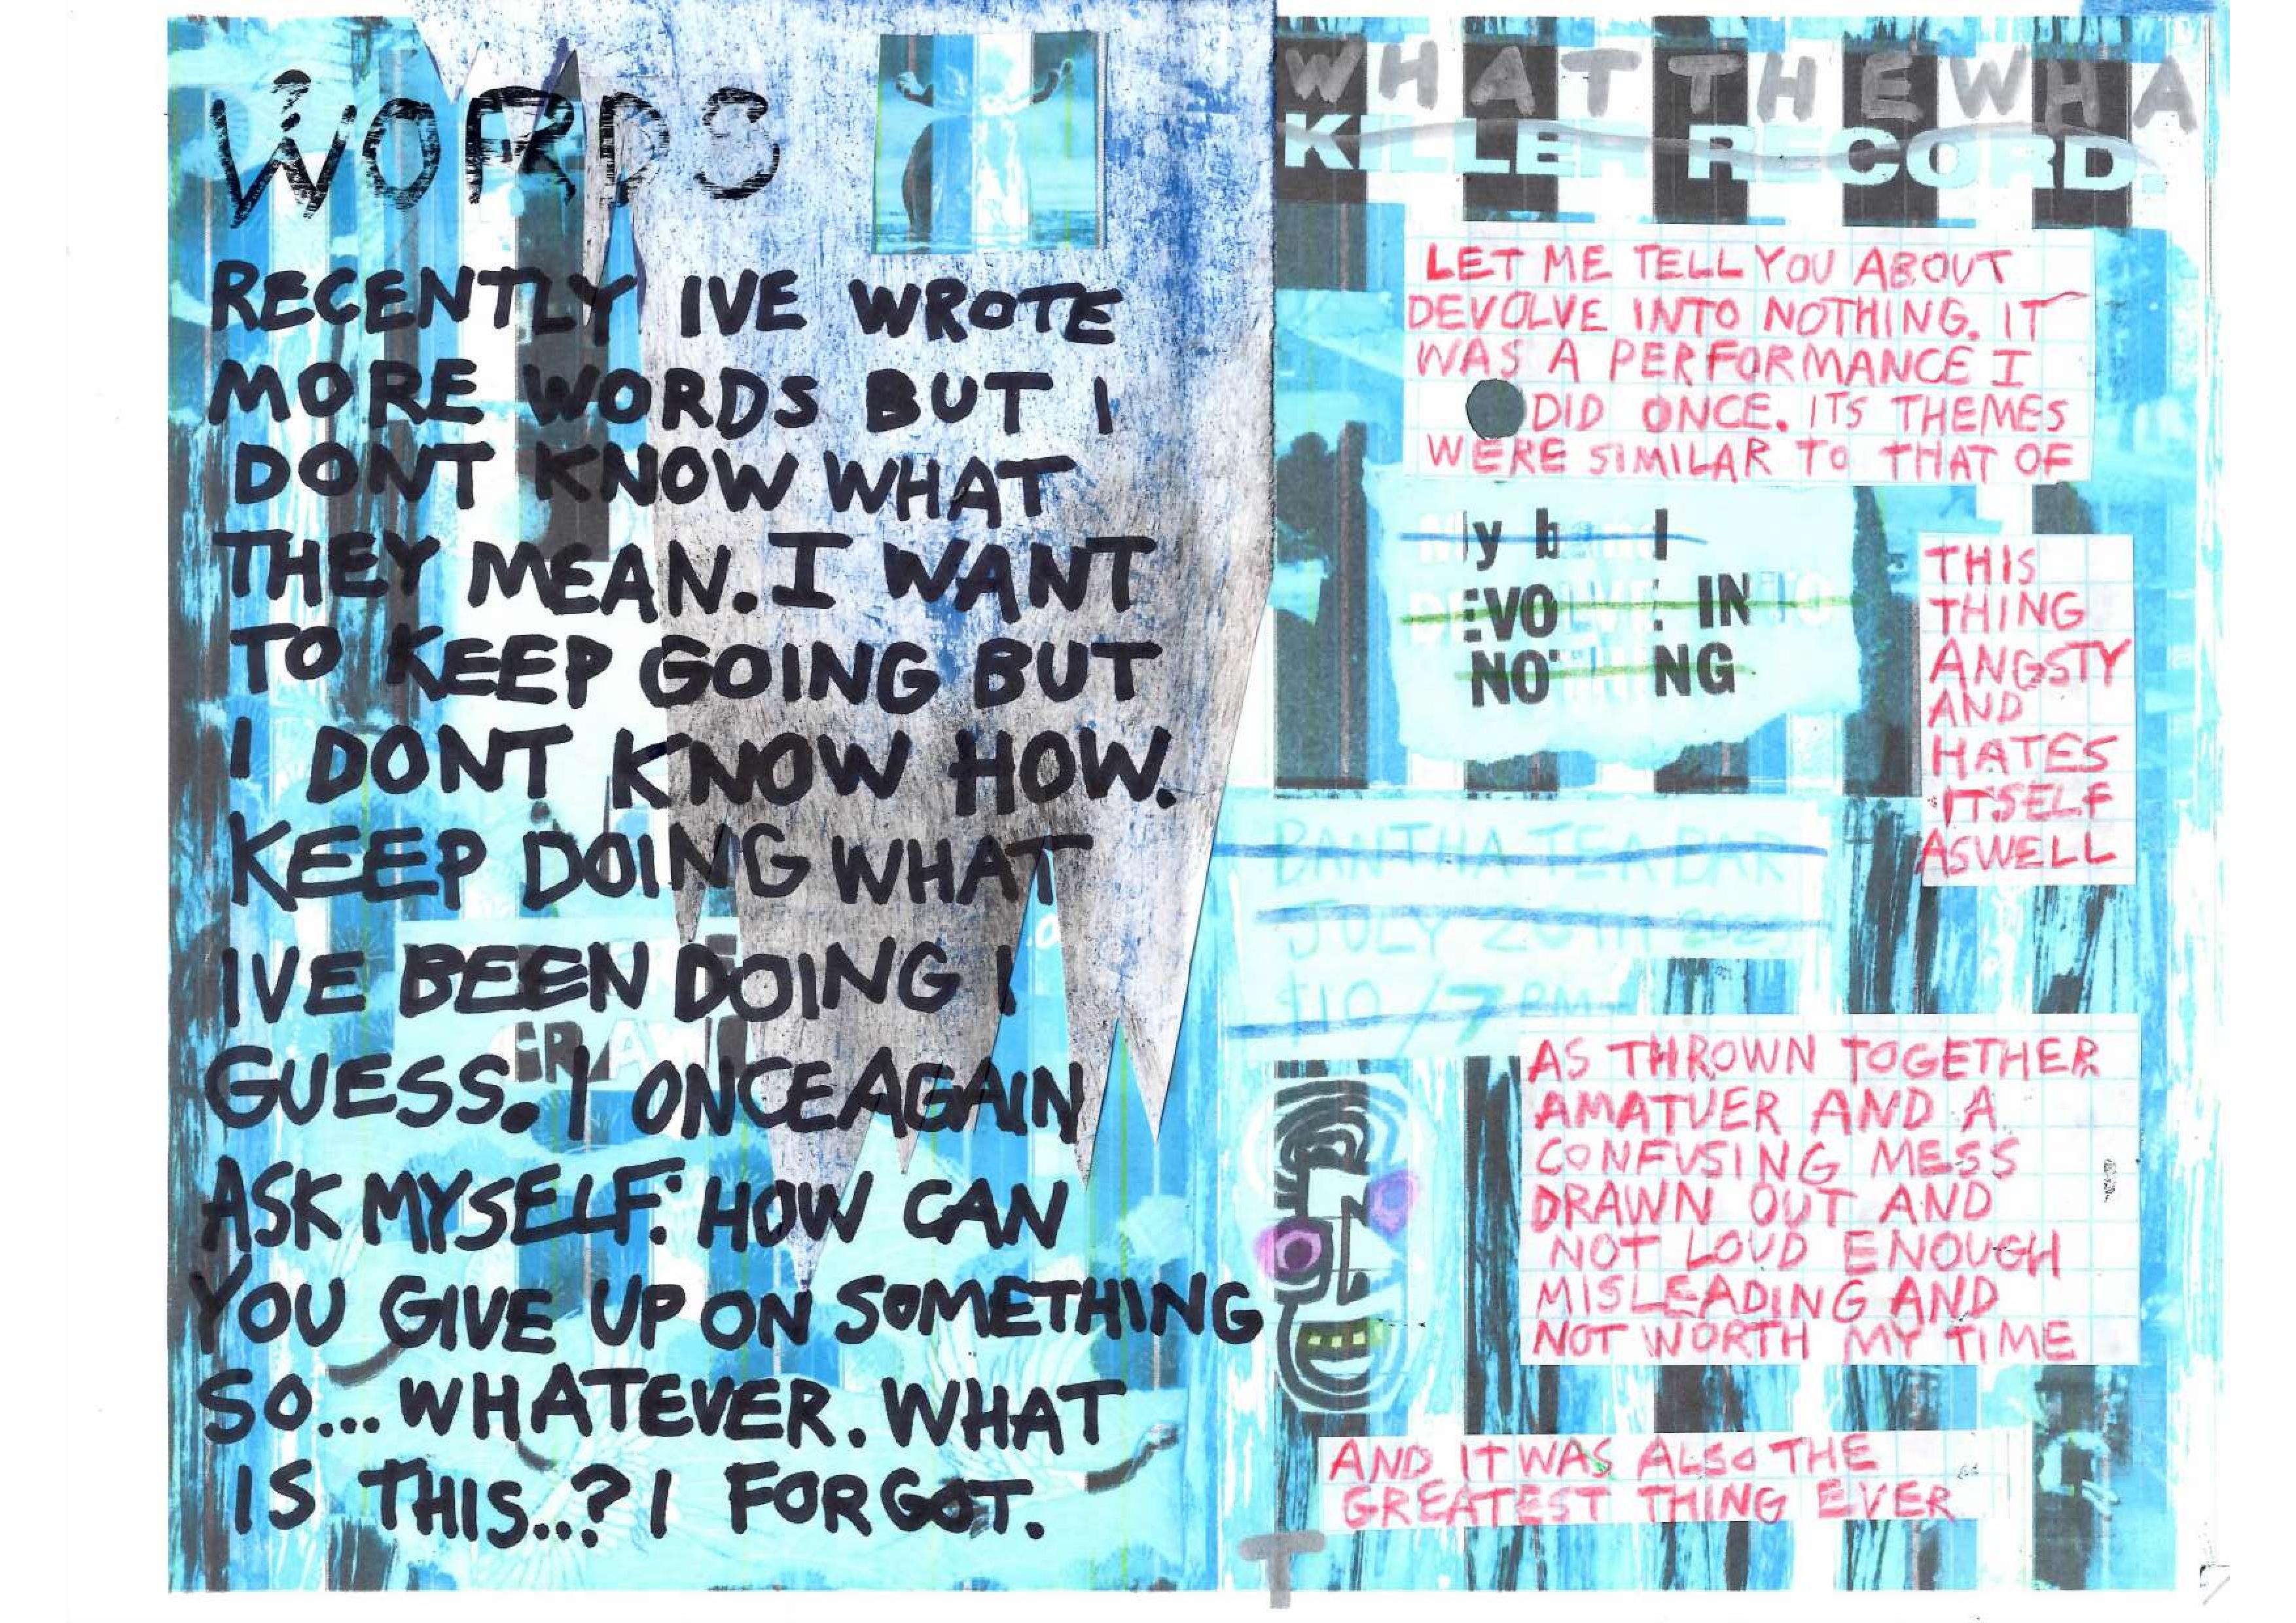 WORDS
RECENTLY IVE WROTE
MORE WORDS BUT I
DONT KNOW WHAT
THEY MEAN. I WANT
TO KEEP GOING BUT
I DONT KNOW HOW.
KEEP DOING WHAT
IVE BEEN DOING I
GUESS. I ONCEAGAIN
ASK MYSELF: HOW CAN
YOU GIVE UP ON SOMETHING
SO... WHATEVER. WHAT
IS THIS..? I FORGOT.
WHAT THE WHA
KILLER RECORD.
LET ME TELL YOU ABOUT
DEVOLVE INTO NOTHING. IT
WAS A PERFORMANCE I
DID ONCE. ITS THEMES
WERE SIMILAR TO THAT OF
My band
DEVOLVE INTO
NOTHING
THIS
THING
ANGSTY
AND
HATES
ITSELF
ASWELL
BANTHA TEA BAR
JULY
$10 / 7 PM
AS THROWN TOGETHER
AMATUER AND A
CONFUSING MESS
DRAWN OUT AND
NOT LOUD ENOUGH
MISLEADING AND
NOT WORTH MY TIME
AND IT WAS ALSO THE
GREATEST THING EVER
T